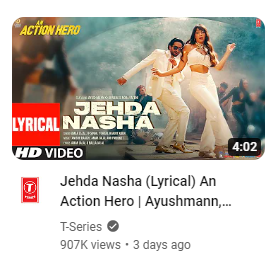 AN
ACTION HERO
JEHDA
NASHA
LYRICAL
HD VIDEO
4:02
T-SERIES
Jehda Nasha (Lyrical) An
Action Hero | Ayushmann,...
T-Series
907K views • 3 days ago